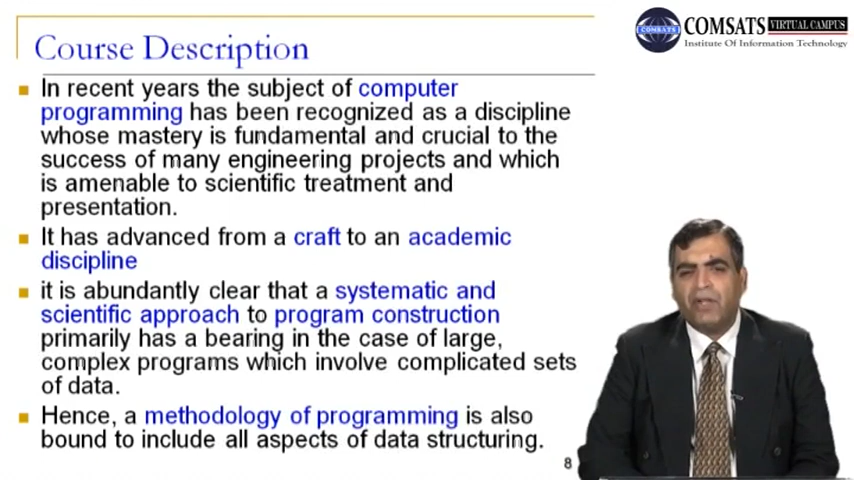 Course Description
COMSATS VIRTUAL CAMPUS
Institute Of Information Technology
COMSATS
In recent years the subject of computer
programming has been recognized as a discipline
whose mastery is fundamental and crucial to the
success of many engineering projects and which
is amenable to scientific treatment and
presentation.
It has advanced from a craft to an academic
discipline
it is abundantly clear that a systematic and
scientific approach to program construction
primarily has a bearing in the case of large,
complex programs which involve complicated sets
of data.
Hence, a methodology of programming is also
bound to include all aspects of data structuring.
8